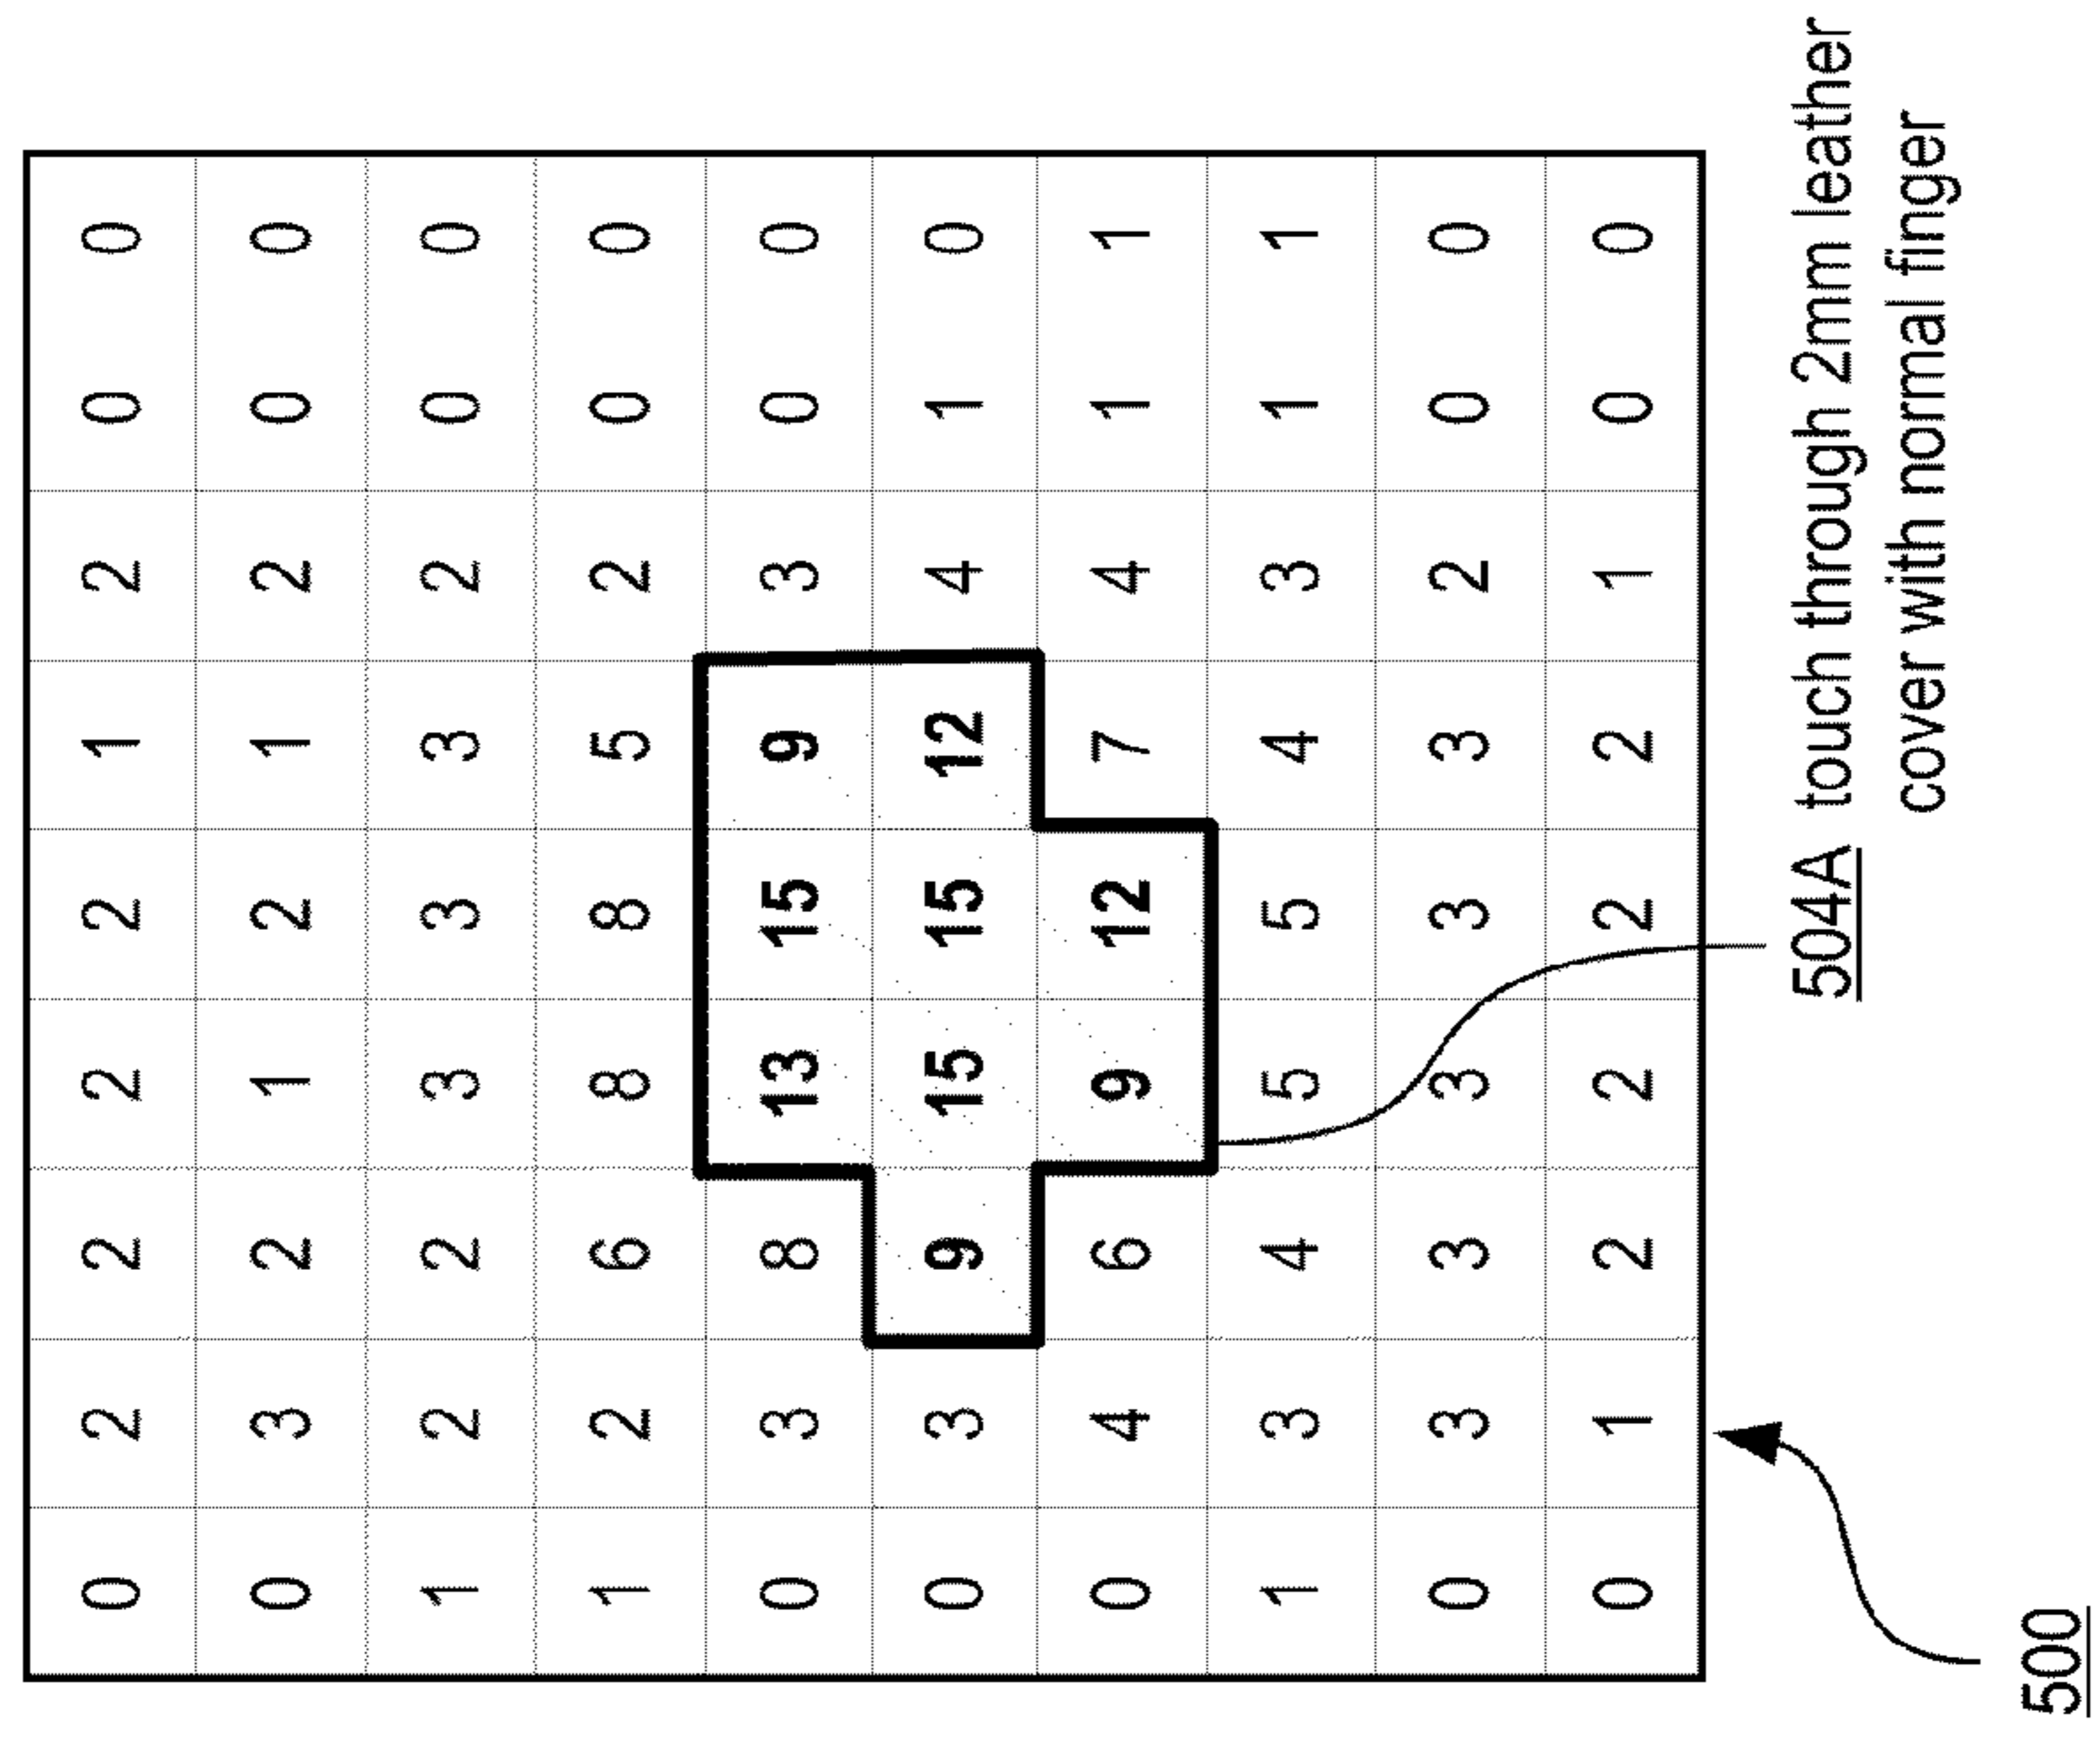 0 2 2 2 2 1 2 0 0
0 3 2 1 2 1 2 0 0
1 2 2 3 3 3 2 0 0
1 2 6 8 8 5 2 0 0
0 3 8 13 15 9 3 0 0
0 3 9 15 15 12 4 1 0
0 4 6 9 12 7 4 1 1
1 3 4 5 5 4 3 1 1
0 3 3 3 3 3 2 0 0
0 1 2 2 2 2 1 0 0
504A touch through 2mm leather
cover with normal finger
500